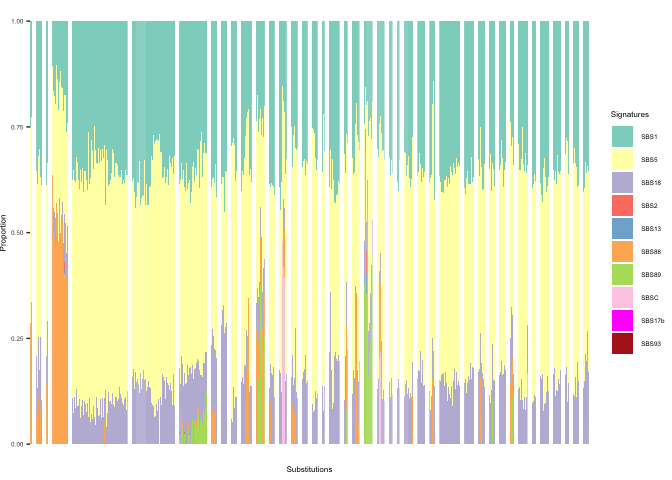 1.00
0.75
0.50
0.25
0.00
Proportion
Substitutions
Signatures
SBS1
SBS5
SBS18
SBS2
SBS13
SBS88
SBS89
SBSC
SBS17b
SBS93